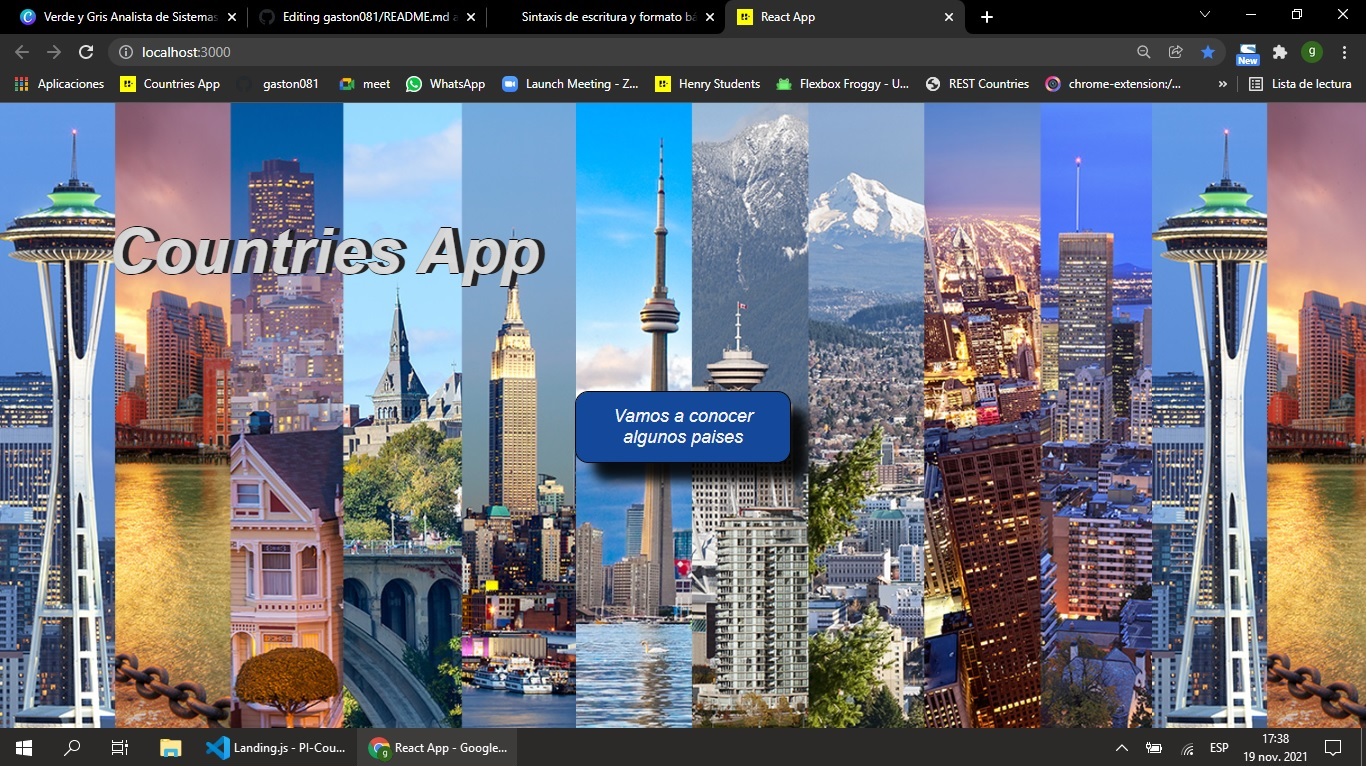 Verde y Gris Analista de Sistemas
Editing gaston081/README.md a
Sintaxis de escritura y formato bá
React App
localhost:3000
New
g
Aplicaciones
Countries App
gaston081
meet
WhatsApp
Launch Meeting - Z...
Henry Students
Flexbox Froggy - U...
REST Countries
chrome-extension:/...
»
Lista de lectura
Countries App
Vamos a conocer
algunos paises
Landing.js - PI-Cou...
g
React App - Google...
ESP
17:38
19 nov. 2021